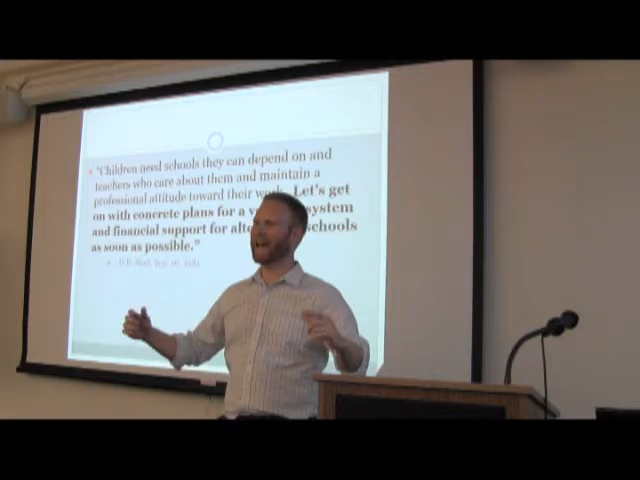 "Children need schools they can depend on and
teachers who care about them and maintain a
professional attitude toward their work. Let's get
on with concrete plans for a system
and financial support for schools
as soon as possible."